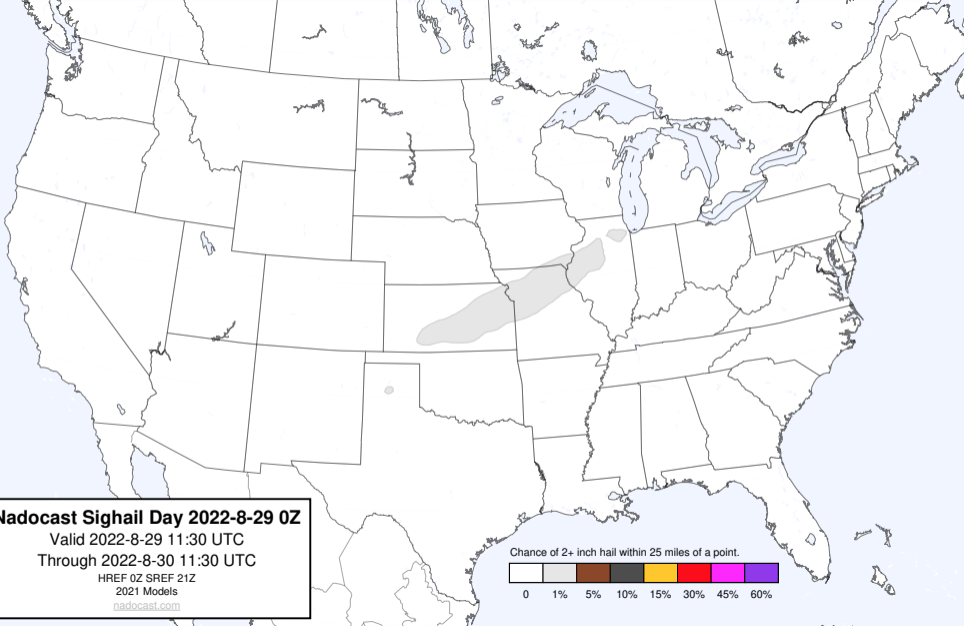 Nadocast Sighail Day 2022-8-29 0Z
Valid 2022-8-29 11:30 UTC
Through 2022-8-30 11:30 UTC
HREF 0Z SREF 21Z
2021 Models
nadocast.com
Chance of 2+ inch hail within 25 miles of a point.
0 1% 5% 10% 15% 30% 45% 60%